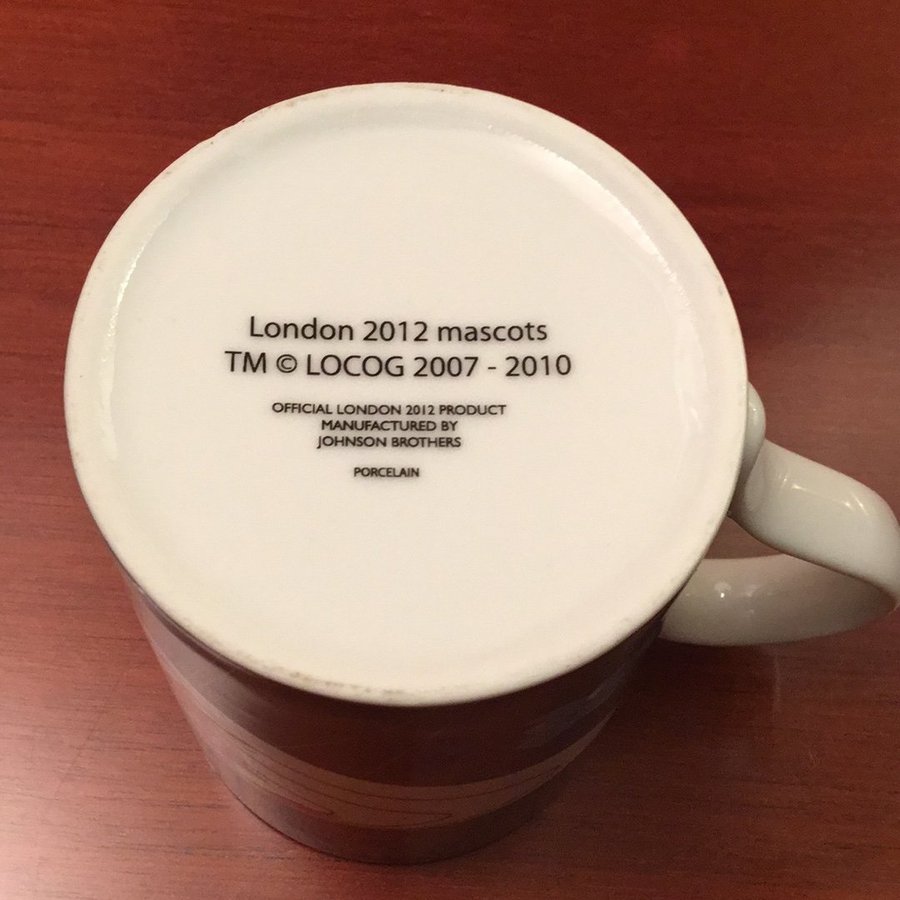 London 2012 mascots
TM © LOCOG 2007 - 2010
OFFICIAL LONDON 2012 PRODUCT
MANUFACTURED BY
JOHNSON BROTHERS
PORCELAIN